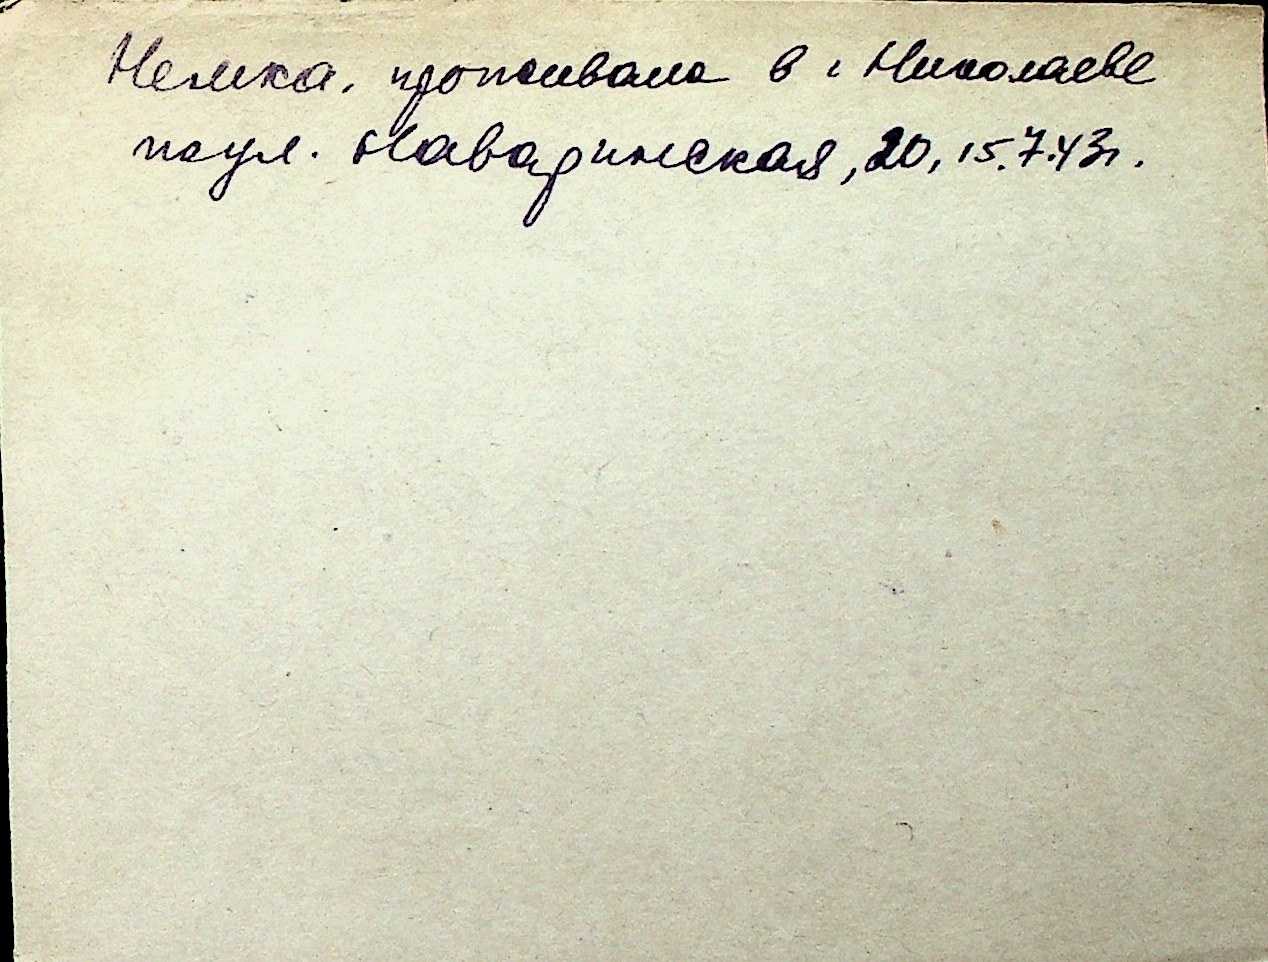 Немка, проживала в г Николаеве
по ул. Наваринская, 20, 15.7.43г.